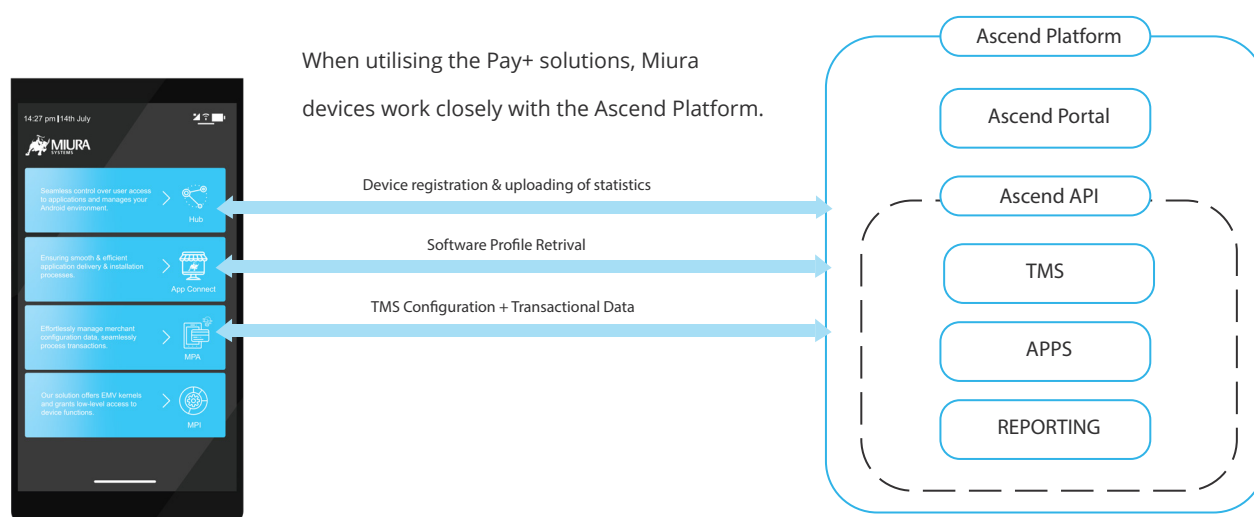 When utilising the Pay+ solutions, Miura
devices work closely with the Ascend Platform.
14:27 pm | 14th July
MIURA
SYSTEMS
Seamless control over user access
to applications and manages your
Android environment.
Hub
Ensuring smooth & efficient
application delivery & installation
processes.
App Connect
Effortlessly manage merchant
configuration data, seamlessly
process transactions.
MPA
Our solution offers EMV kernels
and grants low-level access to
device functions.
MPI
Device registration & uploading of statistics
Software Profile Retrival
TMS Configuration + Transactional Data
Ascend Platform
Ascend Portal
Ascend API
TMS
APPS
REPORTING